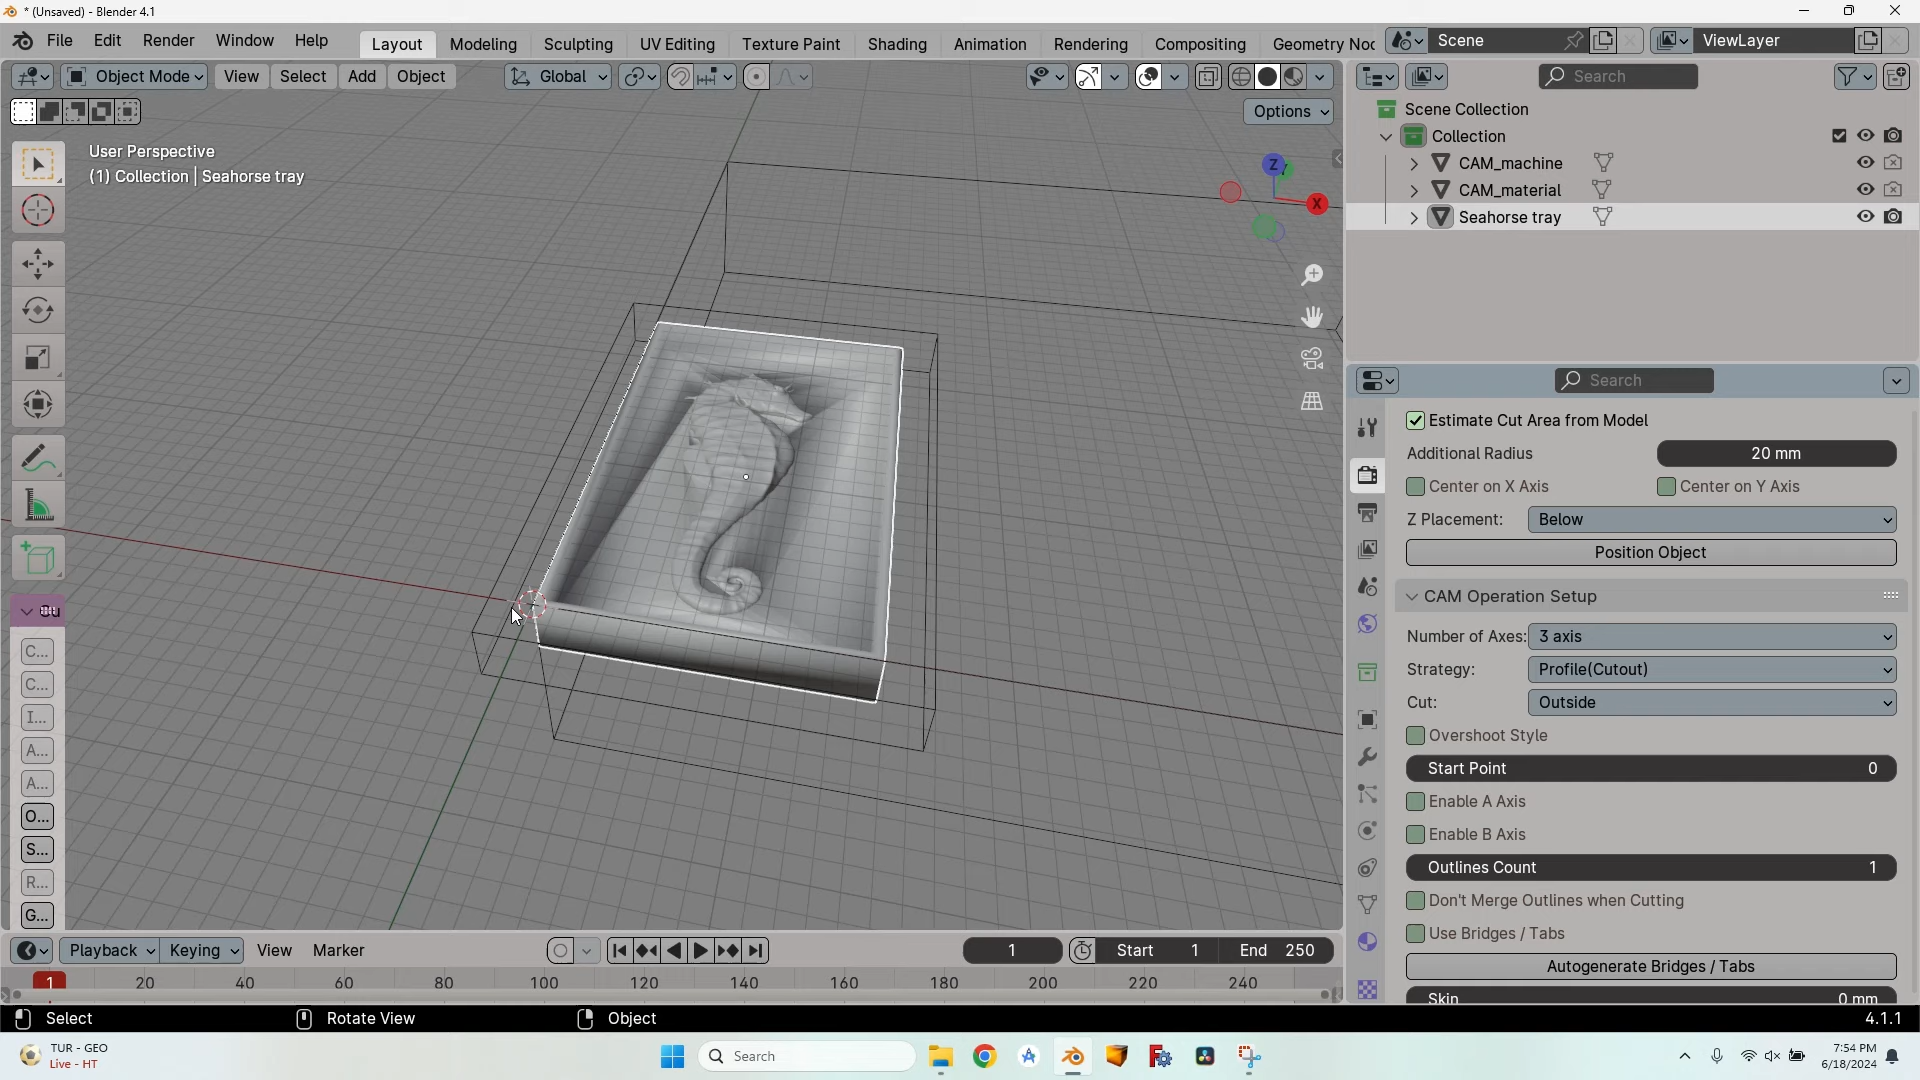 * (Unsaved) - Blender 4.1
File Edit Render Window Help
Layout Modeling Sculpting UV Editing Texture Paint Shading Animation Rendering Compositing Geometry Noc
Scene
ViewLayer
Object Mode View Select Add Object
Global
Search
Options
User Perspective
(1) Collection | Seahorse tray
Z
X
Scene Collection
Collection
CAM_machine
CAM_material
Seahorse tray
Search
Estimate Cut Area from Model
Additional Radius 20 mm
Center on X Axis Center on Y Axis
Z Placement: Below
Position Object
CAM Operation Setup
Number of Axes: 3 axis
Strategy: Profile(Cutout)
Cut: Outside
Overshoot Style
Start Point 0
Enable A Axis
Enable B Axis
Outlines Count 1
Don't Merge Outlines when Cutting
Use Bridges / Tabs
Autogenerate Bridges / Tabs
Skin 0 mm
C...
C...
I...
A...
A...
O...
S...
R...
G...
Playback Keying View Marker
1 Start 1 End 250
1 20 40 60 80 100 120 140 160 180 200 220 240
Select Rotate View Object 4.1.1
TUR - GEO
Live - HT
Search
7:54 PM
6/18/2024